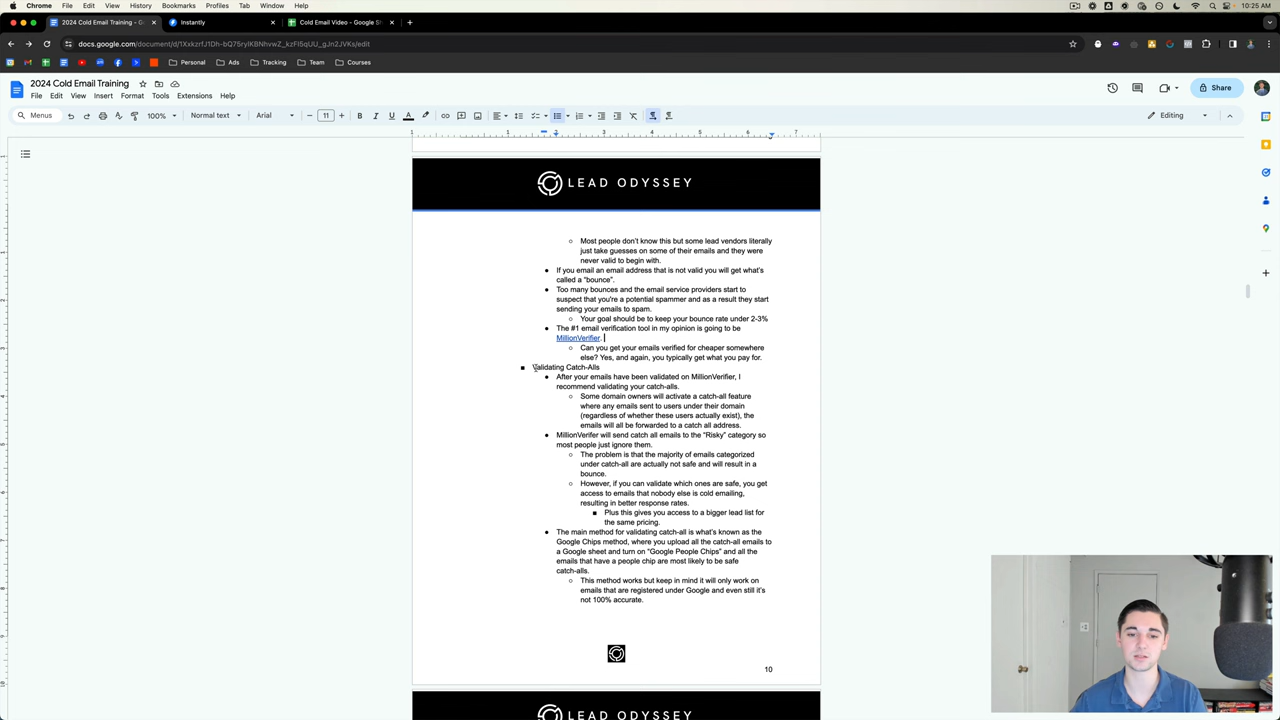 Chrome File Edit View History Bookmarks Profiles Tab Window Help 10:25 AM
2024 Cold Email Training - G Instantly Cold Email Video - Google Sh
docs.google.com/document/d/
Personal Ads Tracking Team Courses
2024 Cold Email Training
File Edit View Insert Format Tools Extensions Help Share
Menus 100% Normal text Arial 11 Editing
1 1 2 3 4 5 6 7
LEAD ODYSSEY
Most people don't know this but some lead vendors literally
just take guesses on some of their emails and they were
never valid to begin with.
If you email an email address that is not valid you will get what's
called a "bounce".
Too many bounces and the email service providers start to
suspect that you're a potential spammer and as a result they start
sending your emails to spam.
Your goal should be to keep your bounce rate under 2-3%
The #1 email verification tool in my opinion is going to be
MillionVerifier.
Can you get your emails verified for cheaper somewhere
else? Yes, and again, you typically get what you pay for.
Validating Catch-Alls
After your emails have been validated on MillionVerifier, I
recommend validating your catch-alls.
Some domain owners will activate a catch-all feature
where any emails sent to users under their domain
(regardless of whether these users actually exist), the
emails will all be forwarded to a catch all address.
MillionVerifer will send catch all emails to the "Risky" category so
most people just ignore them.
The problem is that the majority of emails categorized
under catch-all are actually not safe and will result in a
bounce.
However, if you can validate which ones are safe, you get
access to emails that nobody else is cold emailing,
resulting in better response rates.
Plus this gives you access to a bigger lead list for
the same pricing.
The main method for validating catch-all is what's known as the
Google Chips method, where you upload all the catch-all emails to
a Google sheet and turn on "Google People Chips" and all the
emails that have a people chip are most likely to be safe
catch-alls.
This method works but keep in mind it will only work on
emails that are registered under Google and even still it's
not 100% accurate.
10
LEAD ODYSSEY